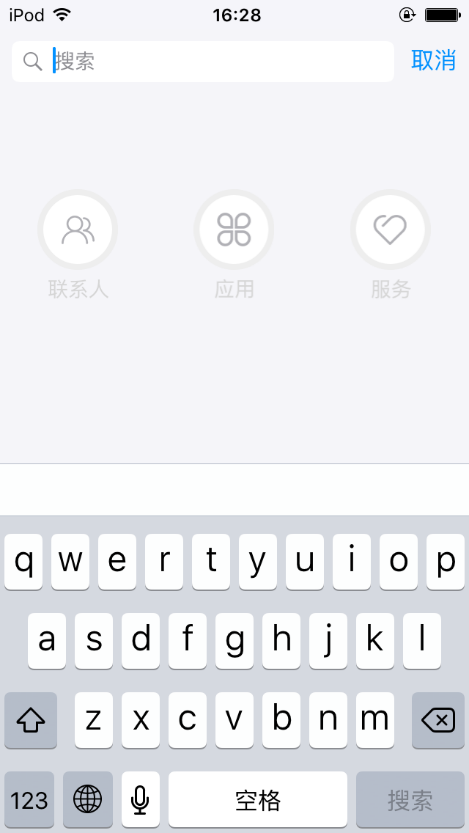 iPod 16:28
搜索 取消
联系人 应用 服务
q w e r t y u i o p
a s d f g h j k l
z x c v b n m
123 空格 搜索